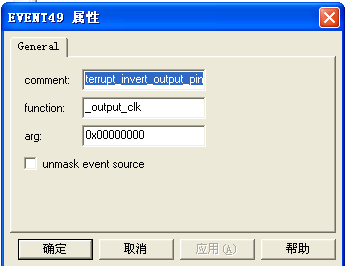 EVENT49 属性
General
comment: terrupt_invert_output_pin
function: _output_clk
arg: 0x00000000
unmask event source
确定 取消 应用(A) 帮助